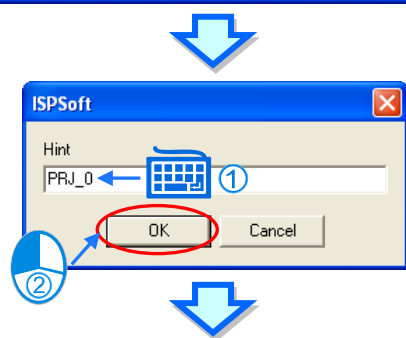 ISPSoft
Hint
PRJ_0
①
OK
Cancel
②